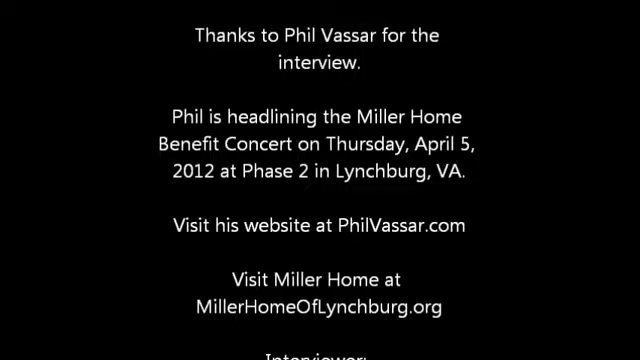 Thanks to Phil Vassar for the
interview.
Phil is headlining the Miller Home
Benefit Concert on Thursday, April 5,
2012 at Phase 2 in Lynchburg, VA.
Visit his website at PhilVassar.com
Visit Miller Home at
MillerHomeOfLynchburg.org
Interviewer: